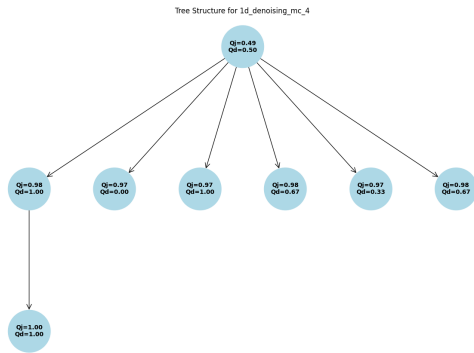 Tree Structure for 1d_denoising_mc_4
Qj=0.49
Qd=0.50
Qj=0.98
Qd=1.00
Qj=0.97
Qd=0.00
Qj=0.97
Qd=1.00
Qj=0.98
Qd=0.67
Qj=0.97
Qd=0.33
Qj=0.98
Qd=0.67
Qj=1.00
Qd=1.00